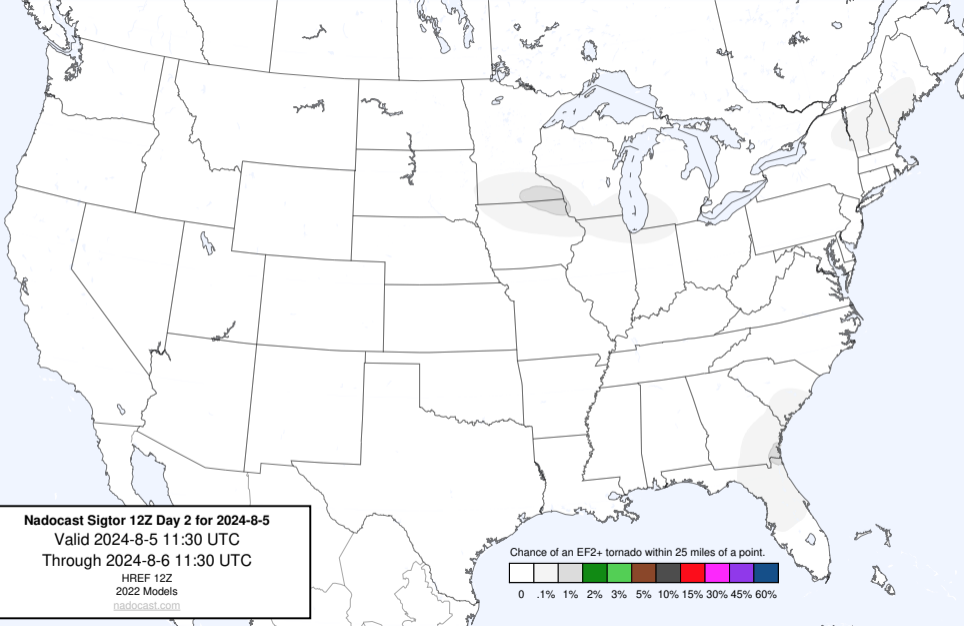 Nadocast Sigtor 12Z Day 2 for 2024-8-5
Valid 2024-8-5 11:30 UTC
Through 2024-8-6 11:30 UTC
HREF 12Z
2022 Models
nadocast.com
Chance of an EF2+ tornado within 25 miles of a point.
0 .1% 1% 2% 3% 5% 10% 15% 30% 45% 60%